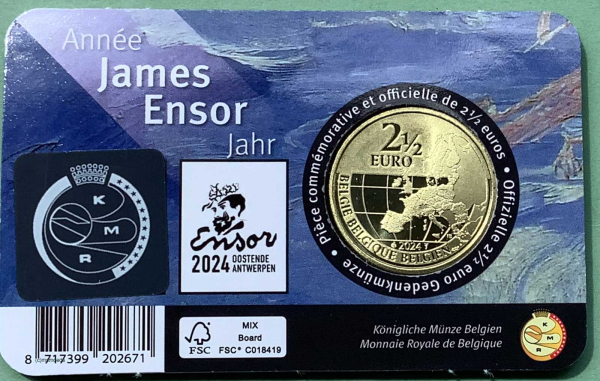 Année
James
Ensor
Jahr
Pièce commémorative et officielle de 2½ euros • Offizielle 2½ euro Gedenkmünze •
2½
EURO
BELGIE BELGIQUE BELGIEN
2024
K
M
R
Ensor
2024 OOSTENDE
ANTWERPEN
8 717399 202671
FSC
MIX
Board
FSC® C018419
Königliche Münze Belgien
Monnaie Royale de Belgique
K
M
R